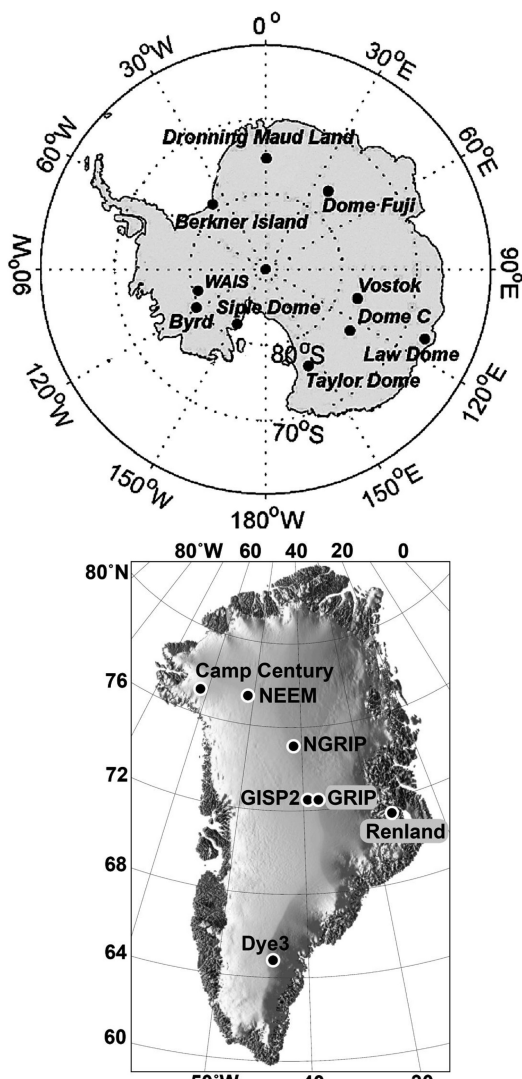 0°
30°W
30°E
60°W
60°E
Dronning Maud Land
Dome Fuji
Berkner Island
90°W
90°E
WAIS
Vostok
Siple Dome
Byrd
Dome C
80°S
Law Dome
Taylor Dome
120°W
120°E
70°S
150°W
150°E
180°W
80°W 60 40 20 0
80°N
Camp Century
76
NEEM
NGRIP
72
GISP2
GRIP
Renland
68
Dye3
64
60